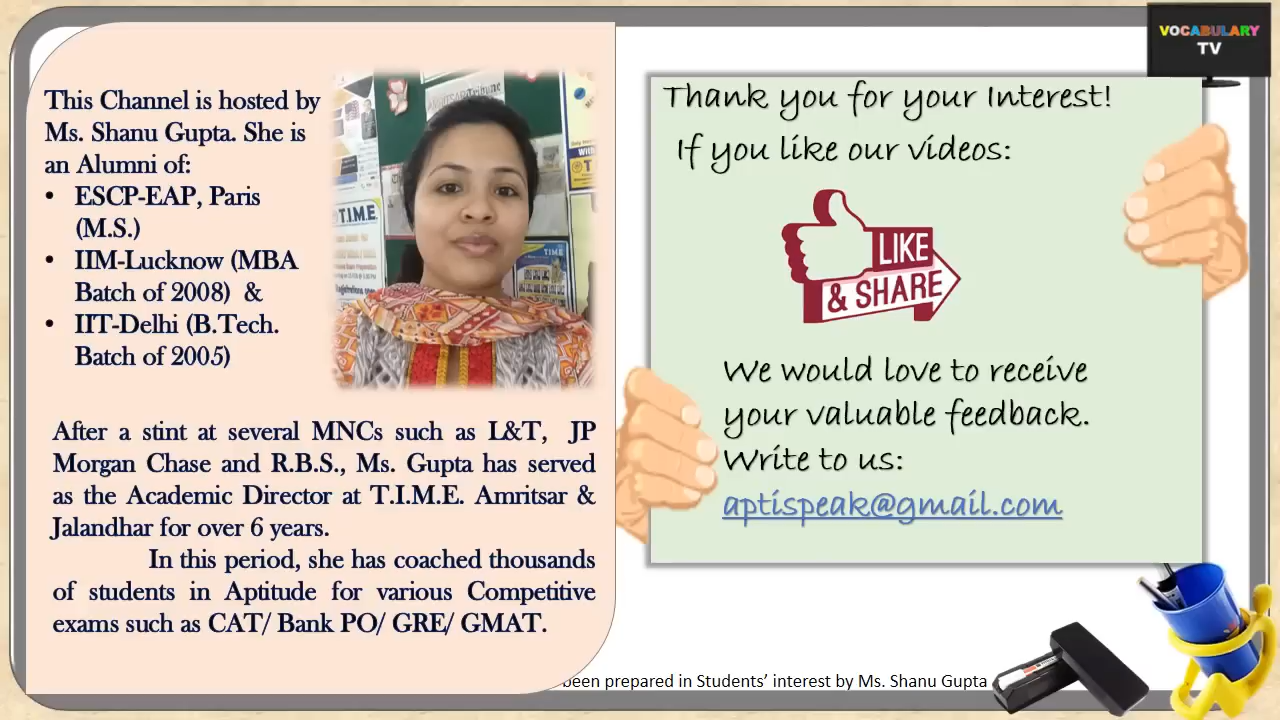 VOCABULARY
TV
This Channel is hosted by
Ms. Shanu Gupta. She is
an Alumni of:
• ESCP-EAP, Paris
(M.S.)
• IIM-Lucknow (MBA
Batch of 2008) &
• IIT-Delhi (B.Tech.
Batch of 2005)
T.I.M.E.
After a stint at several MNCs such as L&T, JP
Morgan Chase and R.B.S., Ms. Gupta has served
as the Academic Director at T.I.M.E. Amritsar &
Jalandhar for over 6 years.
In this period, she has coached thousands
of students in Aptitude for various Competitive
exams such as CAT/ Bank PO/ GRE/ GMAT.
Thank you for your Interest!
If you like our videos:
LIKE
& SHARE
We would love to receive
your valuable feedback.
Write to us:
aptispeak@gmail.com
been prepared in Students' interest by Ms. Shanu Gupta